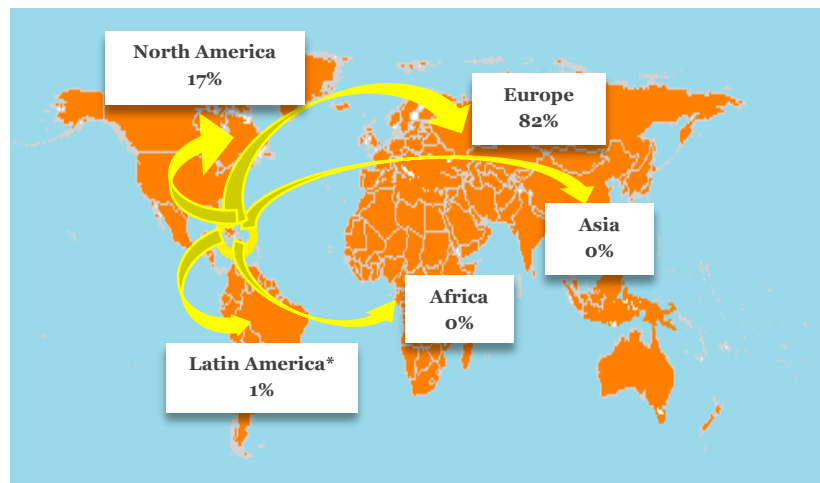 North America
17%
Europe
82%
Asia
0%
Africa
0%
Latin America*
1%